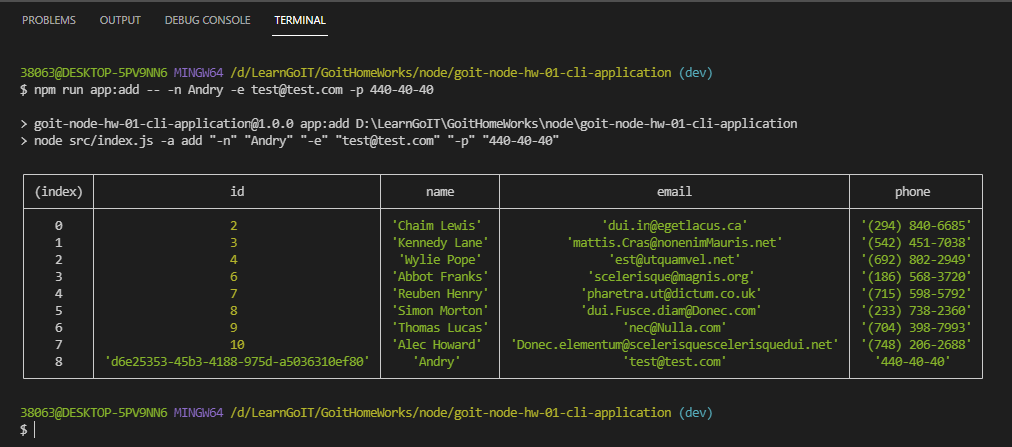 PROBLEMS OUTPUT DEBUG CONSOLE TERMINAL
38063@DESKTOP-5PV9NN6 MINGW64 /d/LearnGoIT/GoitHomeWorks/node/goit-node-hw-01-cli-application (dev)
$ npm run app:add -- -n Andry -e test@test.com -p 440-40-40
> goit-node-hw-01-cli-application@1.0.0 app:add D:\LearnGoIT\GoitHomeWorks\node\goit-node-hw-01-cli-application
> node src/index.js -a add "-n" "Andry" "-e" "test@test.com" "-p" "440-40-40"
(index) id name email phone
0 2 'Chaim Lewis' 'dui.in@egetlacus.ca' '(294) 840-6685'
1 3 'Kennedy Lane' 'mattis.Cras@nonenimMauris.net' '(542) 451-7038'
2 4 'Wylie Pope' 'est@utquamvel.net' '(692) 802-2949'
3 6 'Abbot Franks' 'scelerisque@magnis.org' '(186) 568-3720'
4 7 'Reuben Henry' 'pharetra.ut@dictum.co.uk' '(715) 598-5792'
5 8 'Simon Morton' 'dui.Fusce.diam@Donec.com' '(233) 738-2360'
6 9 'Thomas Lucas' 'nec@Nulla.com' '(704) 398-7993'
7 10 'Alec Howard' 'Donec.elementum@scelerisquescelerisquedui.net' '(748) 206-2688'
8 'd6e25353-45b3-4188-975d-a5036310ef80' 'Andry' 'test@test.com' '440-40-40'
38063@DESKTOP-5PV9NN6 MINGW64 /d/LearnGoIT/GoitHomeWorks/node/goit-node-hw-01-cli-application (dev)
$